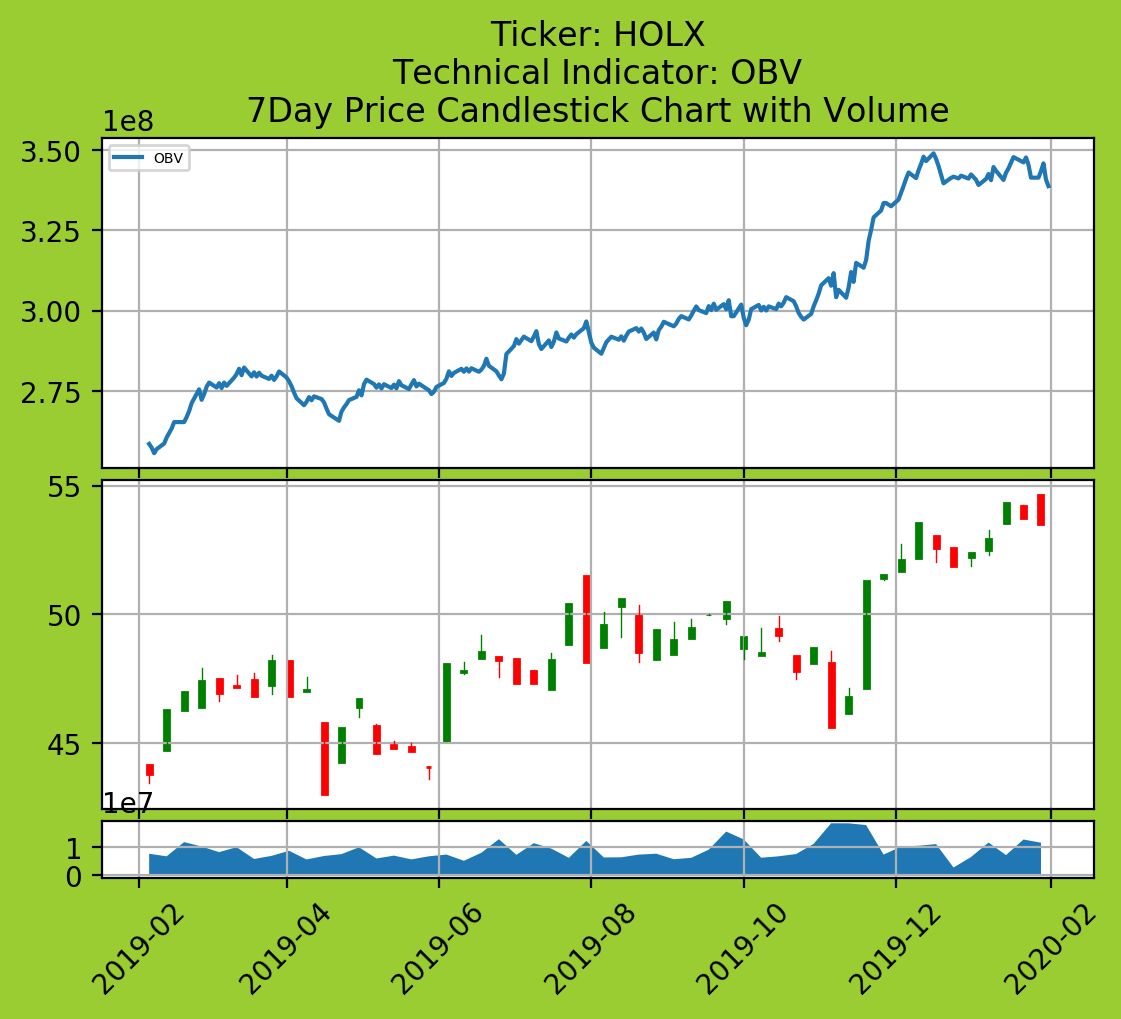 Ticker: HOLX
Technical Indicator: OBV
7Day Price Candlestick Chart with Volume
1e8
OBV
3.50
3.25
3.00
2.75
55
50
45
1e7
1
0
2019-02
2019-04
2019-06
2019-08
2019-10
2019-12
2020-02